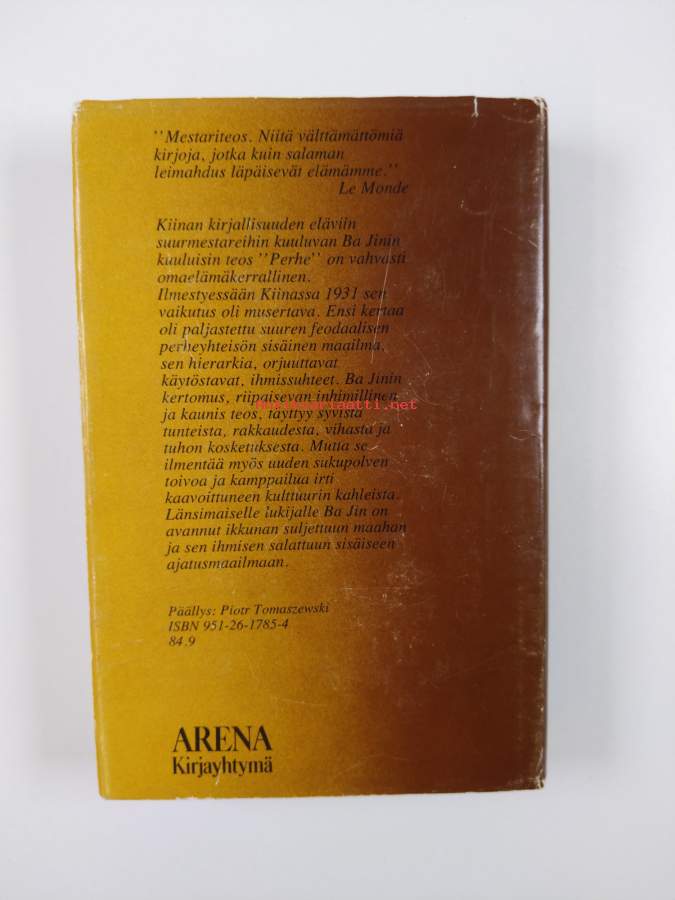 "Mestariteos. Niitä välttämättömiä
kirjoja, jotka kuin salaman
leimahdus läpäisevät elämämme."
Le Monde
Kiinan kirjallisuuden eläviin
suurmestareihin kuuluvan Ba Jinin
kuuluisin teos "Perhe" on vahvasti
omaelämäkerrallinen.
Ilmestyessään Kiinassa 1931 sen
vaikutus oli musertava. Ensi kertaa
oli paljastettu suuren feodaalisen
perheyhteisön sisäinen maailma,
sen hierarkia, orjuuttavat
käytöstavat, ihmissuhteet. Ba Jinin
kertomus, riipaisevan inhimillinen
ja kaunis teos, täyttyy syvistä
tunteista, rakkaudesta, vihasta ja
tuhon kosketuksesta. Mutta se
ilmentää myös uuden sukupolven
toivoa ja kamppailua irti
kaavoittuneen kulttuurin kahleista.
Länsimaiselle lukijalle Ba Jin on
avannut ikkunan suljettuun maahan
ja sen ihmisen salattuun sisäiseen
ajatusmaailmaan.
Päällys: Piotr Tomaszewski
ISBN 951-26-1785-4
84.9
ARENA
Kirjayhtymä